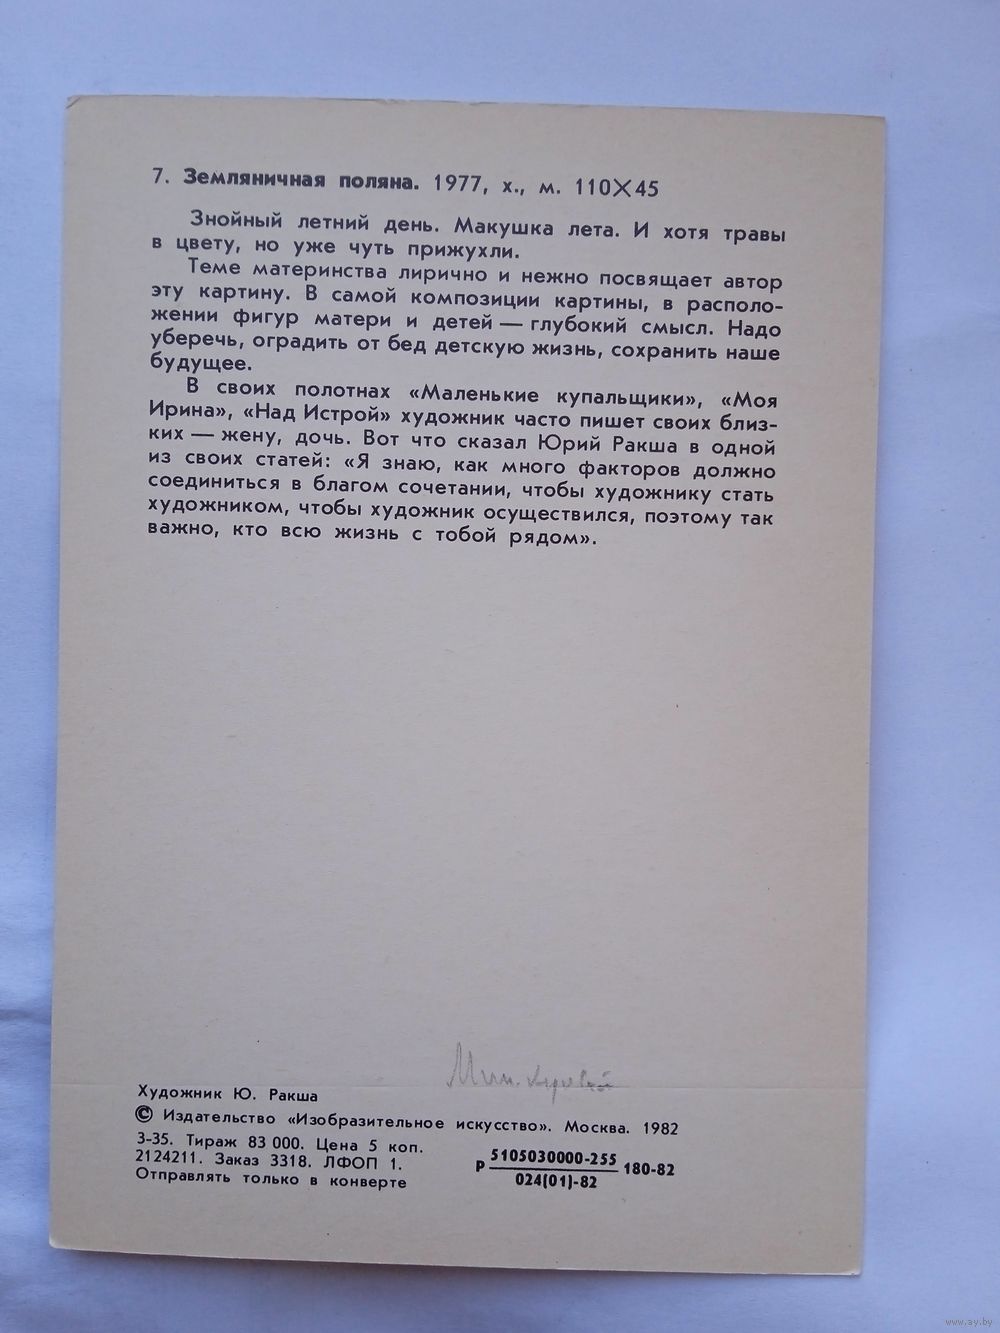 7. Земляничная поляна. 1977, х., м. 110×45
Знойный летний день. Макушка лета. И хотя травы
в цвету, но уже чуть прижухли.
Теме материнства лирично и нежно посвящает автор
эту картину. В самой композиции картины, в располо-
жении фигур матери и детей — глубокий смысл. Надо
уберечь, оградить от бед детскую жизнь, сохранить наше
будущее.
В своих полотнах «Маленькие купальщики», «Моя
Ирина», «Над Истрой» художник часто пишет своих близ-
ких — жену, дочь. Вот что сказал Юрий Ракша в одной
из своих статей: «Я знаю, как много факторов должно
соединиться в благом сочетании, чтобы художнику стать
художником, чтобы художник осуществился, поэтому так
важно, кто всю жизнь с тобой рядом».
Художник Ю. Ракша
© Издательство «Изобразительное искусство». Москва. 1982
3-35. Тираж 83 000. Цена 5 коп.
2124211. Заказ 3318. ЛФОП 1.
Отправлять только в конверте
5105030000-255
р 180-82
024(01)-82
www.ay.by